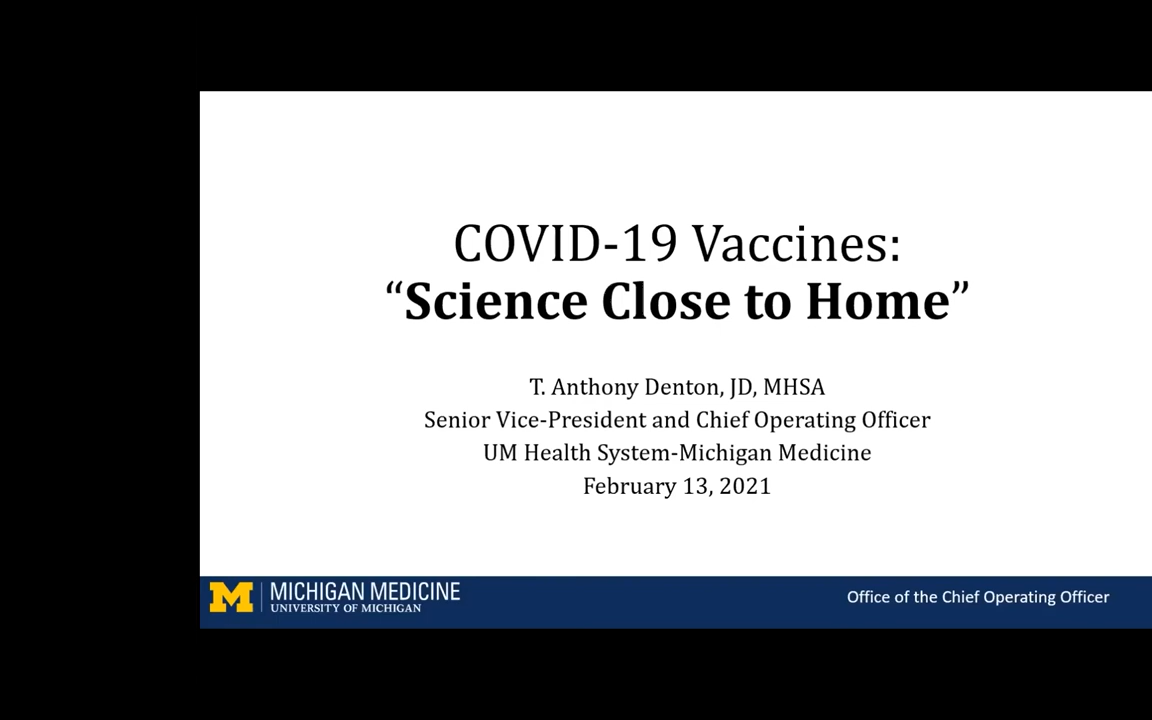 COVID-19 Vaccines:
“Science Close to Home”
T. Anthony Denton, JD, MHSA
Senior Vice-President and Chief Operating Officer
UM Health System-Michigan Medicine
February 13, 2021
M
MICHIGAN MEDICINE
UNIVERSITY OF MICHIGAN
Office of the Chief Operating Officer